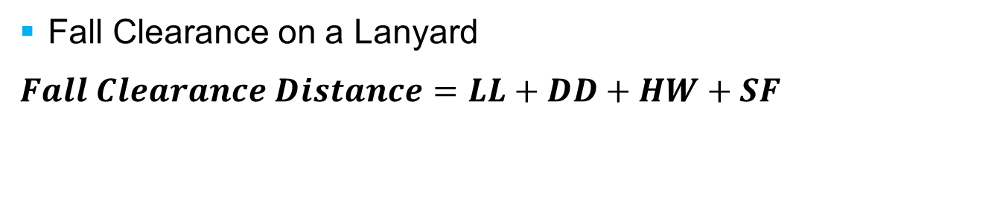 ▪ Fall Clearance on a Lanyard
Fall Clearance Distance = LL + DD + HW + SF